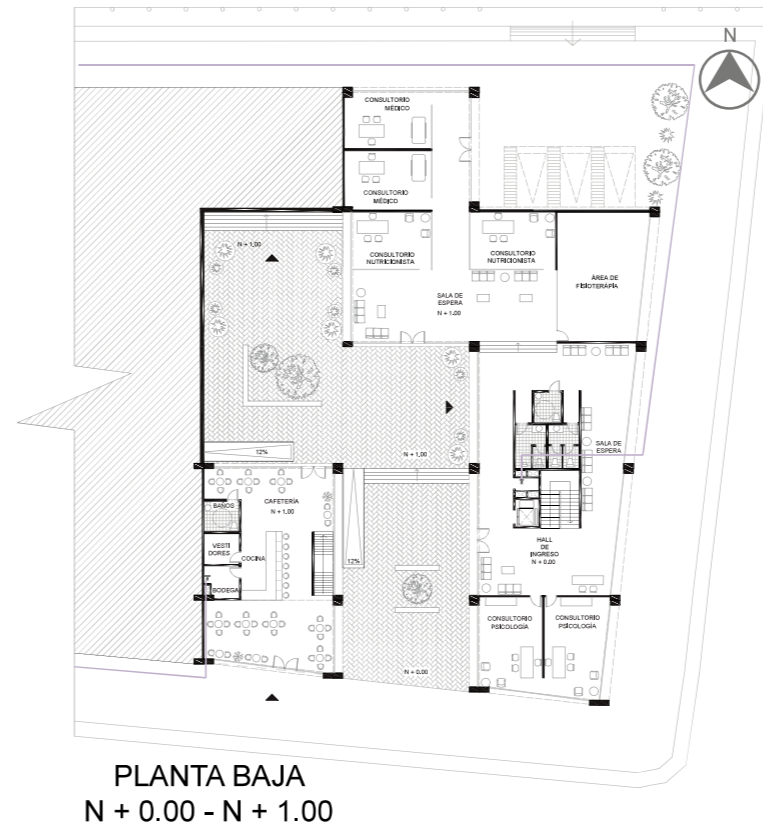 N
CONSULTORIO
MÉDICO
CONSULTORIO
MÉDICO
N + 1,00
CONSULTORIO
NUTRICIONISTA
CONSULTORIO
NUTRICIONISTA
ÁREA DE
FISIOTERÁPIA
SALA DE
ESPERA
N + 1.00
SALA DE
ESPERA
12%
N + 1,00
CAFETERÍA
N + 1,00
BAÑOS
VESTI
DORES
COCINA
BODEGA
12%
HALL
DE
INGRESO
N + 0.00
CONSULTORIO
PSICOLOGÍA
CONSULTORIO
PSICOLOGÍA
N + 0.00
PLANTA BAJA
N + 0.00 - N + 1.00